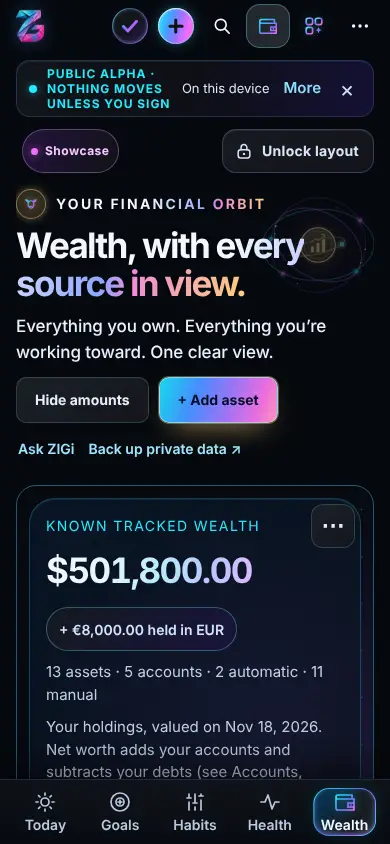 PUBLIC ALPHA ·
NOTHING MOVES
UNLESS YOU SIGN
On this device
More
Showcase
Unlock layout
YOUR FINANCIAL ORBIT
Wealth, with every
source in view.
Everything you own. Everything you’re
working toward. One clear view.
Hide amounts
+ Add asset
Ask ZIGi
Back up private data ↗
KNOWN TRACKED WEALTH
$501,800.00
+ €8,000.00 held in EUR
13 assets · 5 accounts · 2 automatic · 11
manual
Your holdings, valued on Nov 18, 2026.
Net worth adds your accounts and
subtracts your debts (see Accounts,
Today
Goals
Habits
Health
Wealth